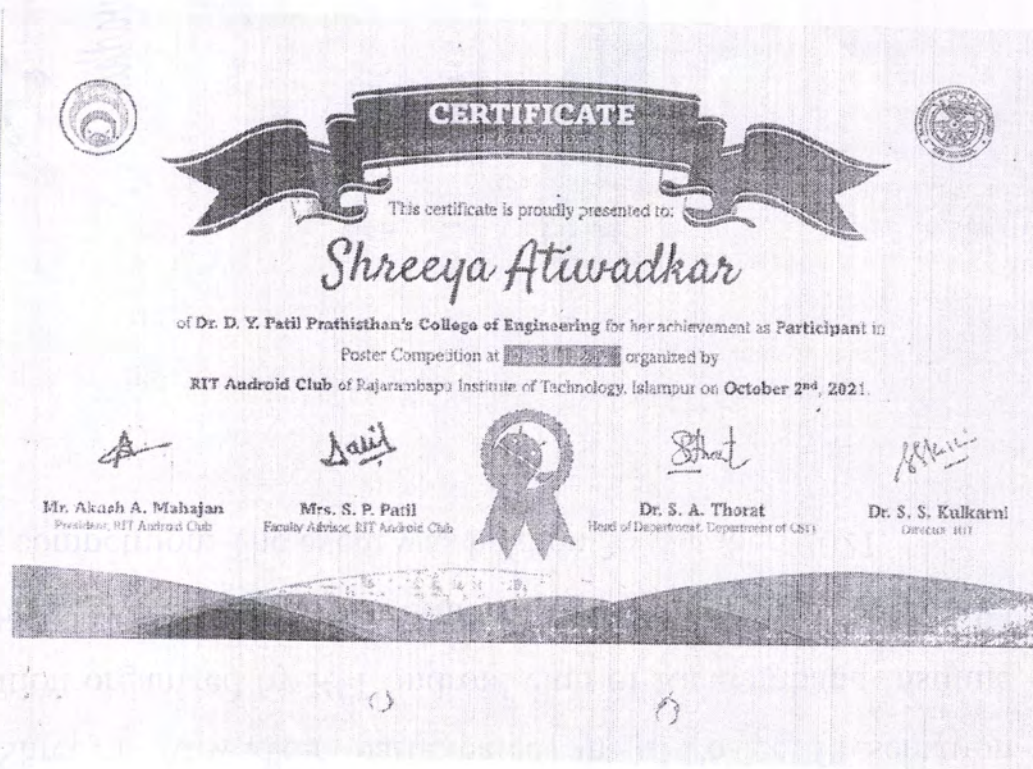 CERTIFICATE
This certificate is proudly presented to:
Shreeya Atiwadkar
of Dr. D. Y. Patil Prathisthan's College of Engineering for her achievement as Participant in
Poster Competition at organized by
RIT Android Club of Rajarambapu Institute of Technology, Islampur on October 2nd, 2021.
Mr. Akash A. Mahajan
President, RIT Android Club
Mrs. S. P. Patil
Faculty Advisor, RIT Android Club
Dr. S. A. Thorat
Head of Department, Department of
Dr. S. S. Kulkarni
Director RIT